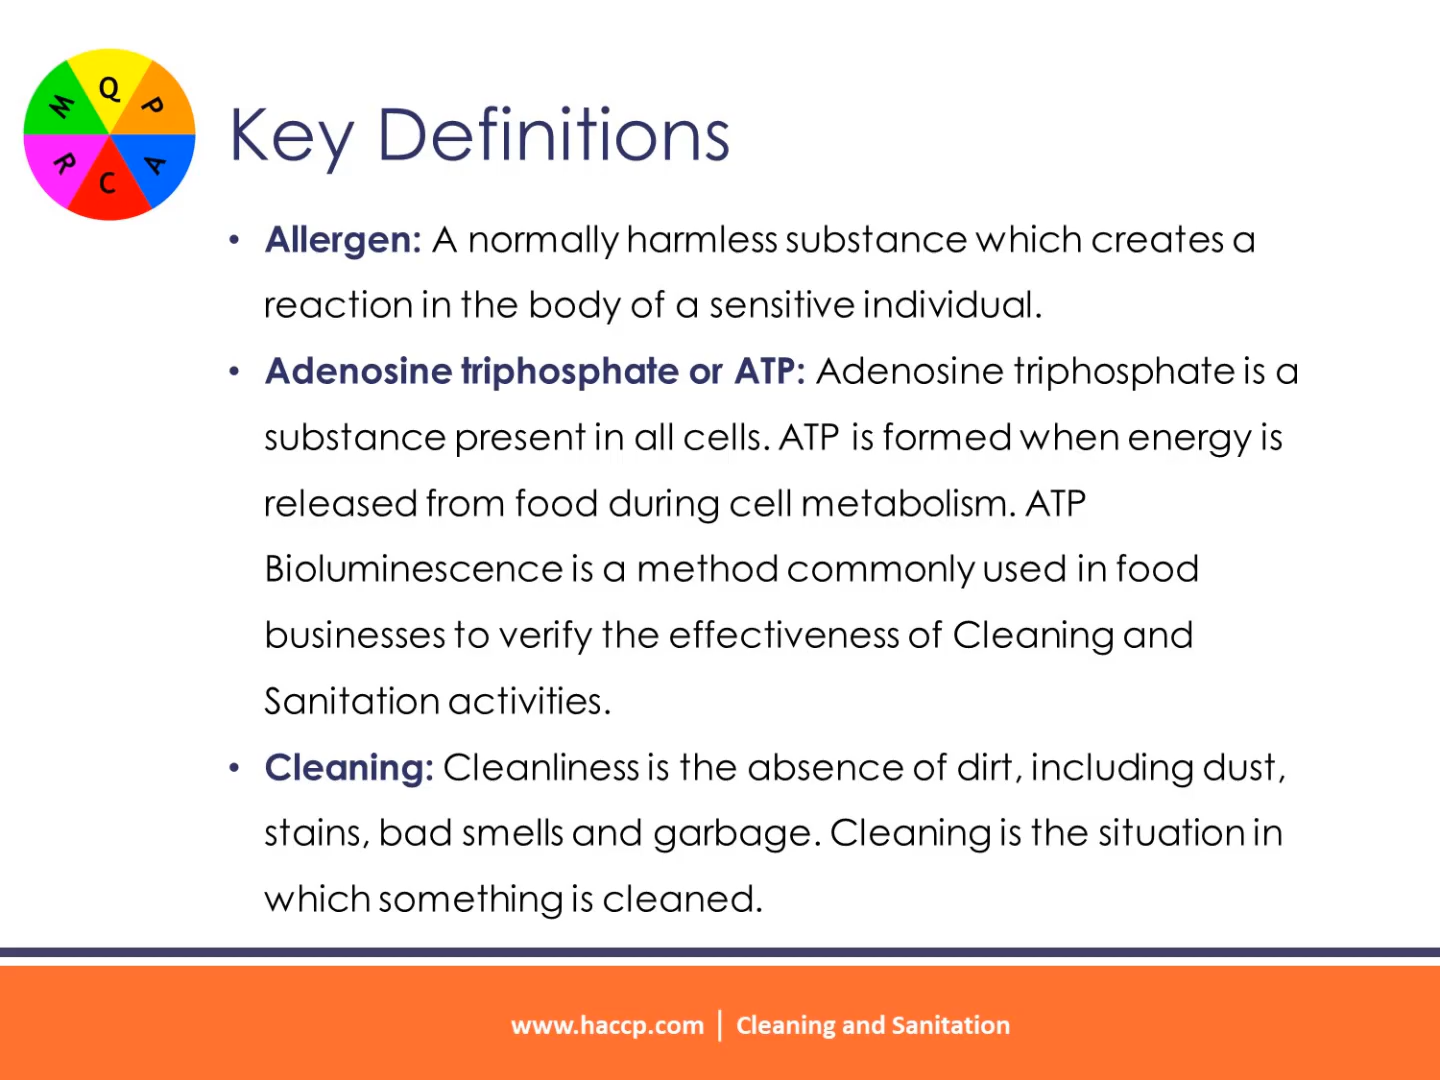 Q
P
A
C
R
M
Key Definitions
• Allergen: A normally harmless substance which creates a
reaction in the body of a sensitive individual.
• Adenosine triphosphate or ATP: Adenosine triphosphate is a
substance present in all cells. ATP is formed when energy is
released from food during cell metabolism. ATP
Bioluminescence is a method commonly used in food
businesses to verify the effectiveness of Cleaning and
Sanitation activities.
• Cleaning: Cleanliness is the absence of dirt, including dust,
stains, bad smells and garbage. Cleaning is the situation in
which something is cleaned.
www.haccp.com | Cleaning and Sanitation